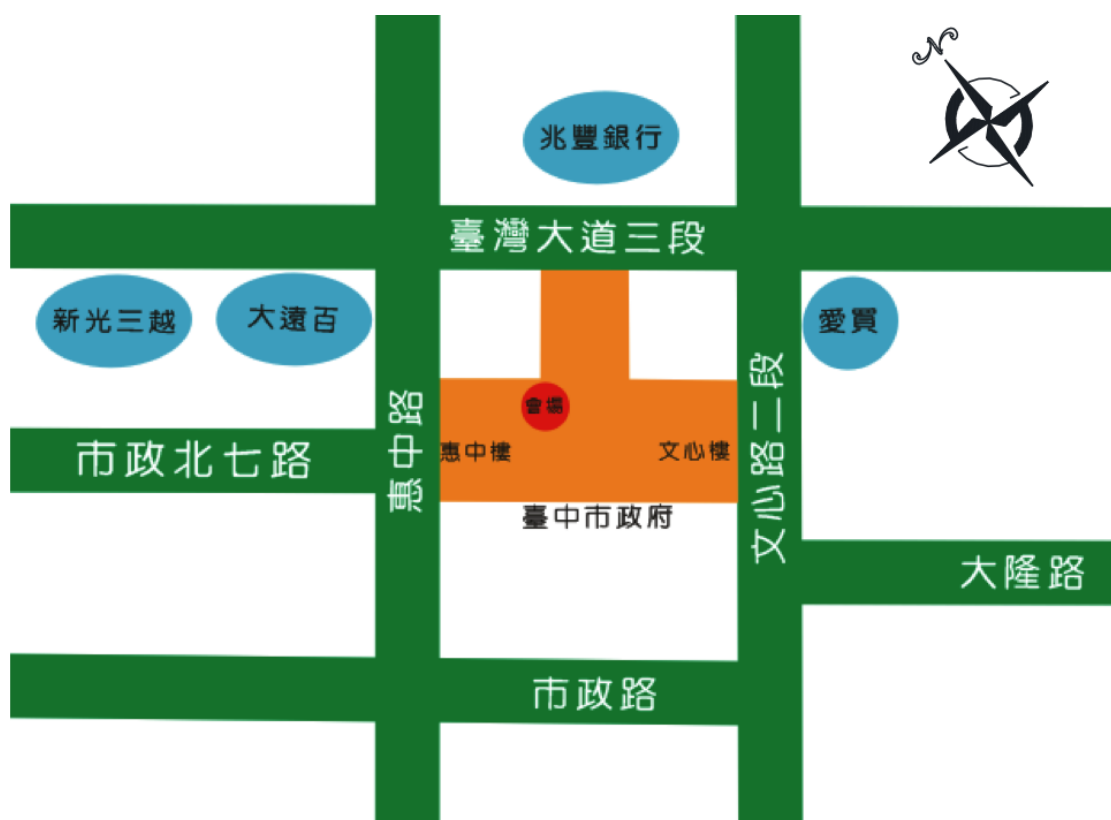 N
兆豐銀行
臺灣大道三段
新光三越
大遠百
愛買
會場
惠中路
文心路二段
市政北七路
惠中樓
文心樓
臺中市政府
大隆路
市政路